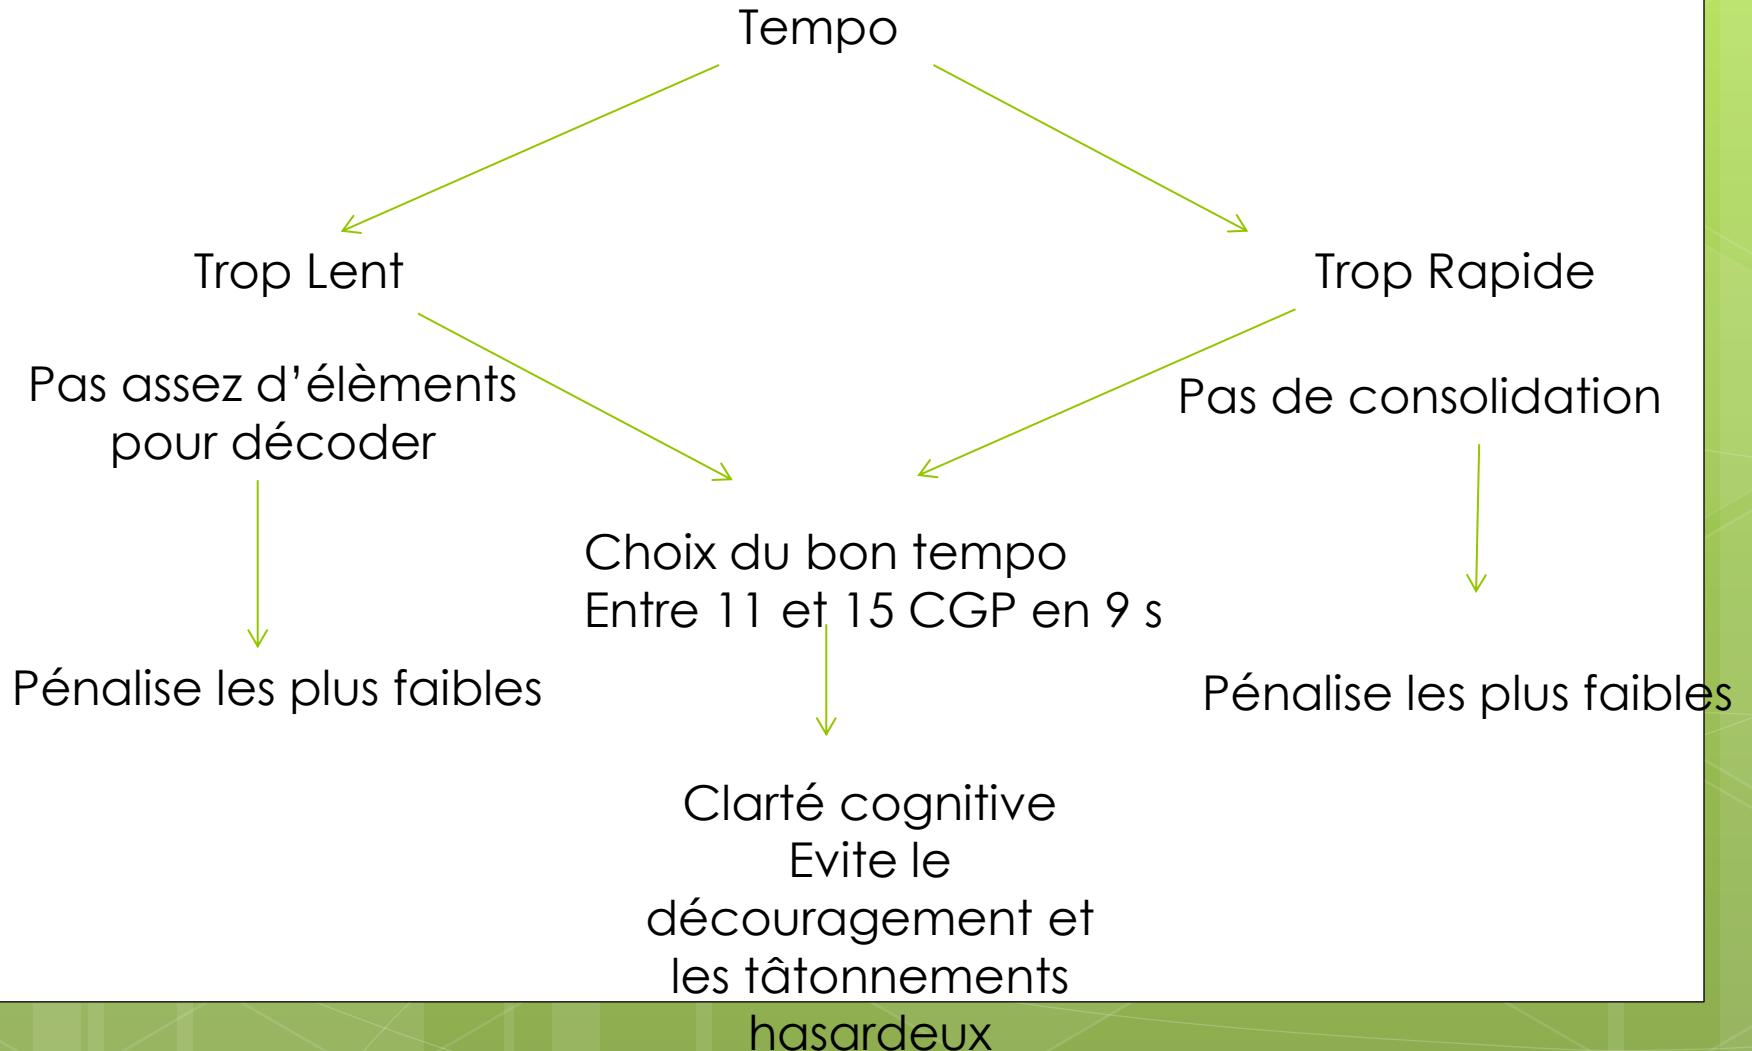 Tempo
Trop Lent
Trop Rapide
Pas assez d’élèments
pour décoder
Pas de consolidation
Choix du bon tempo
Entre 11 et 15 CGP en 9 s
Pénalise les plus faibles
Pénalise les plus faibles
Clarté cognitive
Evite le
découragement et
les tâtonnements
hasardeux